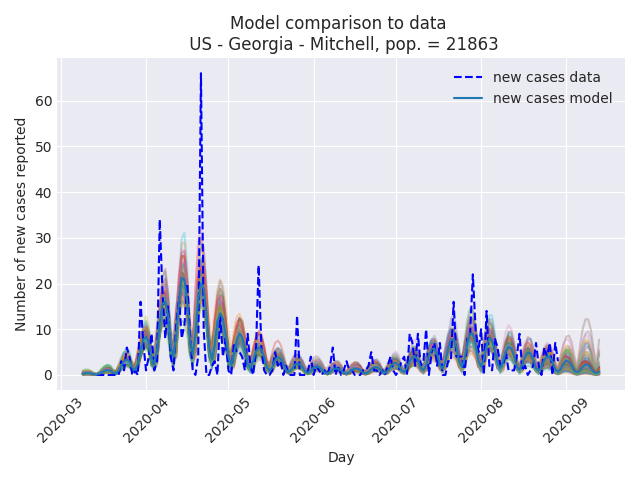 Model comparison to data
US - Georgia - Mitchell, pop. = 21863
new cases data
new cases model
Number of new cases reported
60
50
40
30
20
10
0
2020-03
2020-04
2020-05
2020-06
2020-07
2020-08
2020-09
Day